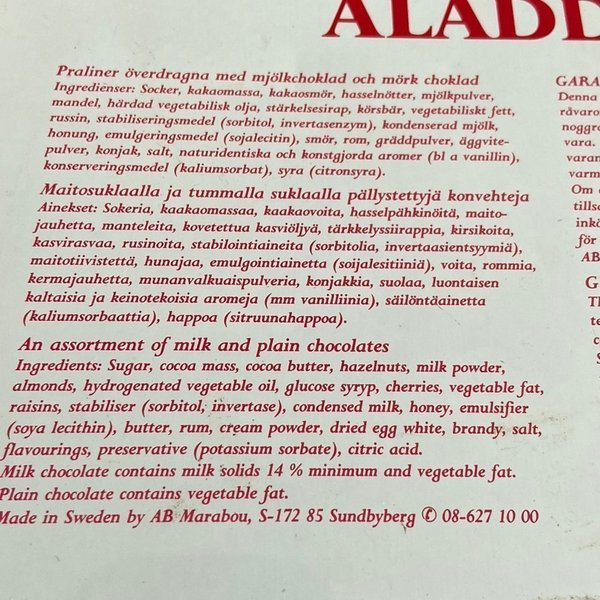 ALADD
Praliner överdragna med mjölkchoklad och mörk choklad
Ingredienser: Socker, kakaomassa, kakaosmör, hasselnötter, mjölkpulver,
mandel, härdad vegetabilisk olja, stärkelsesirap, körsbär, vegetabiliskt fett,
russin, stabiliseringsmedel (sorbitol, invertasenzym), kondenserad mjölk,
honung, emulgeringsmedel (sojalecitin), smör, rom, gräddpulver, äggvite-
pulver, konjak, salt, naturidentiska och konstgjorda aromer (bl a vanillin),
konserveringsmedel (kaliumsorbat), syra (citronsyra).
Maitosuklaalla ja tummalla suklaalla pällystettyjä konvehteja
Ainekset: Sokeria, kaakaomassaa, kaakaovoita, hasselpähkinöitä, maito-
jauhetta, manteleita, kovetettua kasviöljyä, tärkkelyssiirappia, kirsikoita,
kasvirasvaa, rusinoita, stabilointiaineita (sorbitolia, invertaasientsyymiä),
maitotiivistettä, hunajaa, emulgointiainetta (soijalesitiiniä), voita, rommia,
kermajauhetta, munanvalkuaispulveria, konjakkia, suolaa, luontaisen
kaltaisia ja keinotekoisia aromeja (mm vanilliinia), säilöntäainetta
(kaliumsorbaattia), happoa (sitruunahappoa).
An assortment of milk and plain chocolates
Ingredients: Sugar, cocoa mass, cocoa butter, hazelnuts, milk powder,
almonds, hydrogenated vegetable oil, glucose syryp, cherries, vegetable fat,
raisins, stabiliser (sorbitol, invertase), condensed milk, honey, emulsifier
(soya lecithin), butter, rum, cream powder, dried egg white, brandy, salt,
flavourings, preservative (potassium sorbate), citric acid.
Milk chocolate contains milk solids 14 % minimum and vegetable fat.
Plain chocolate contains vegetable fat.
Made in Sweden by AB Marabou, S-172 85 Sundbyberg ✆ 08-627 10 00
GARA
Denna
råvaro
noggra
vara.
varan
varm
Om
tillse
inkö
för
AB
G
Th
te
c
S